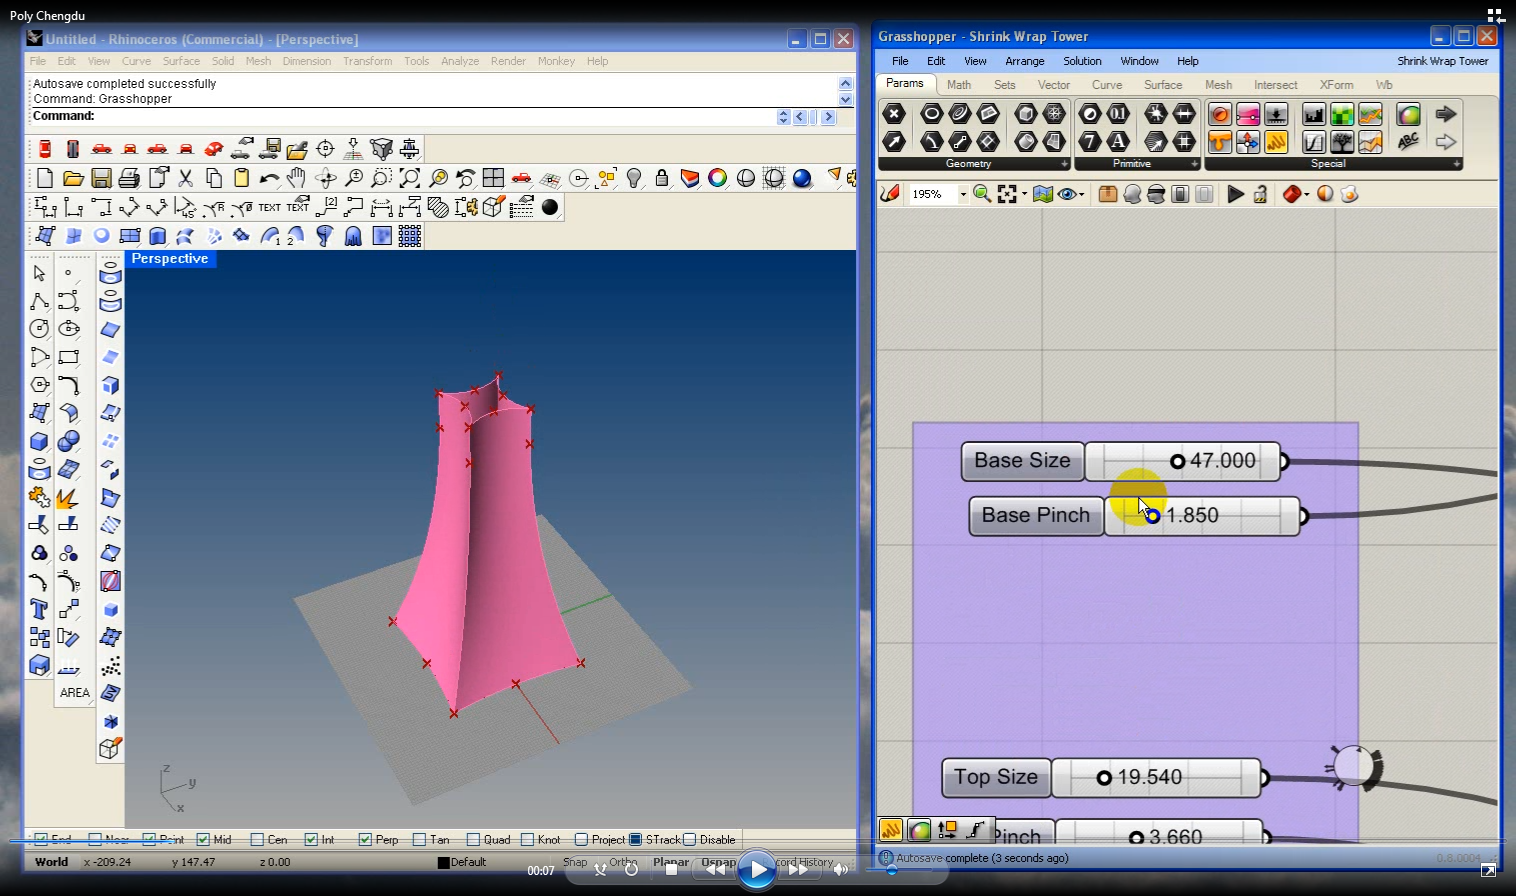 Poly Chengdu
Untitled - Rhinoceros (Commercial) - [Perspective]
File Edit View Curve Surface Solid Mesh Dimension Transform Tools Analyze Render Monkey Help
Autosave completed successfully
Command: Grasshopper
Command:
TEXT TEXT
Perspective
AREA
z
y
x
End Near Point Mid Cen Int Perp Tan Quad Knot Project STrack Disable
World x -209.24 y 147.47 z 0.00 Default Snap Ortho Planar Osnap Record History
00:07
Grasshopper - Shrink Wrap Tower
File Edit View Arrange Solution Window Help Shrink Wrap Tower
Params Math Sets Vector Curve Surface Mesh Intersect XForm Wb
Geometry Primitive Special
195%
Base Size 47.000
Base Pinch 1.850
Top Size 19.540
Pinch 3.660
Autosave complete (3 seconds ago) 0.8.0004